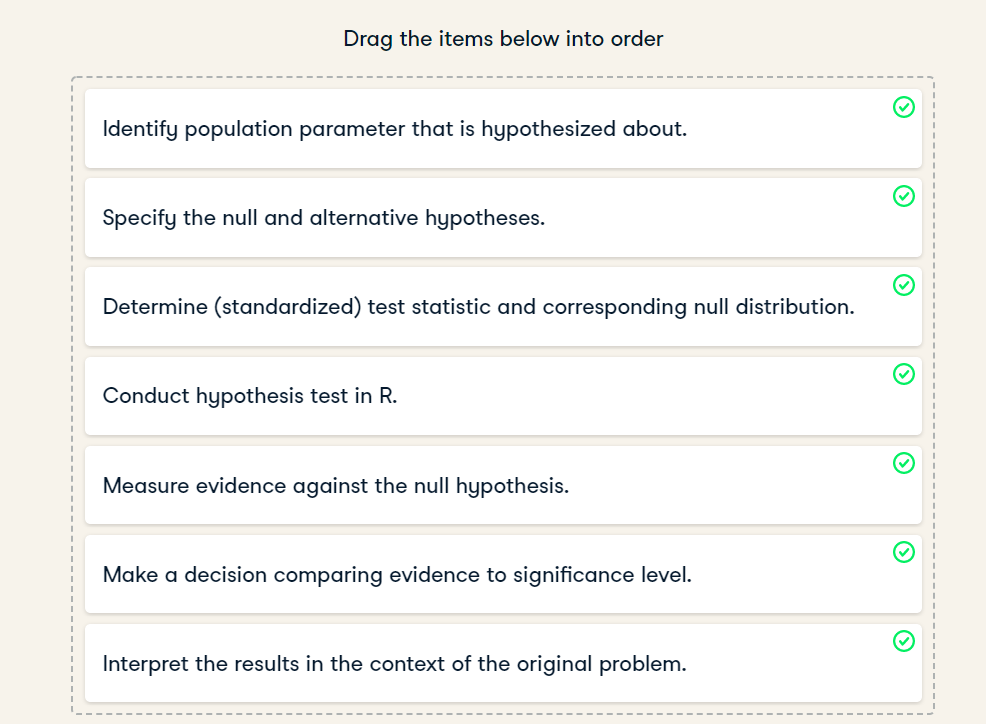 Drag the items below into order
Identify population parameter that is hypothesized about.
Specify the null and alternative hypotheses.
Determine (standardized) test statistic and corresponding null distribution.
Conduct hypothesis test in R.
Measure evidence against the null hypothesis.
Make a decision comparing evidence to significance level.
Interpret the results in the context of the original problem.